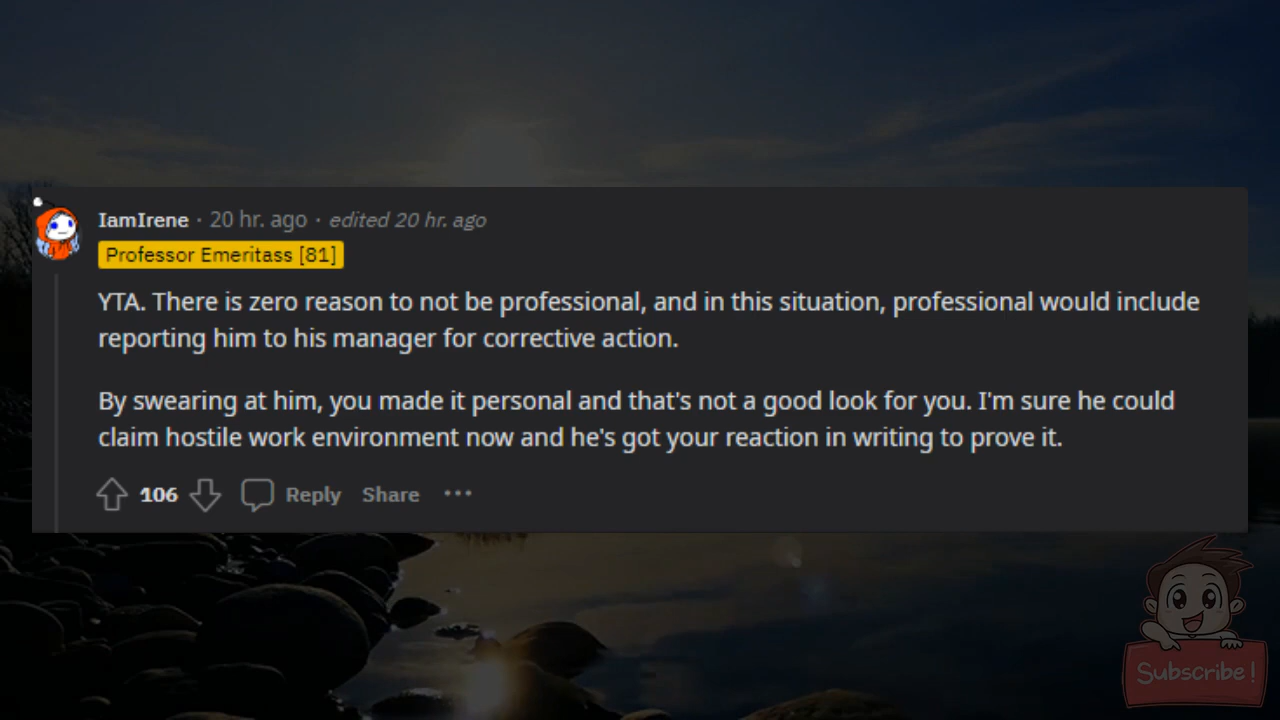 IamIrene · 20 hr. ago · edited 20 hr. ago
Professor Emeritass [81]
YTA. There is zero reason to not be professional, and in this situation, professional would include
reporting him to his manager for corrective action.
By swearing at him, you made it personal and that's not a good look for you. I'm sure he could
claim hostile work environment now and he's got your reaction in writing to prove it.
106 Reply Share ···
Subscribe!